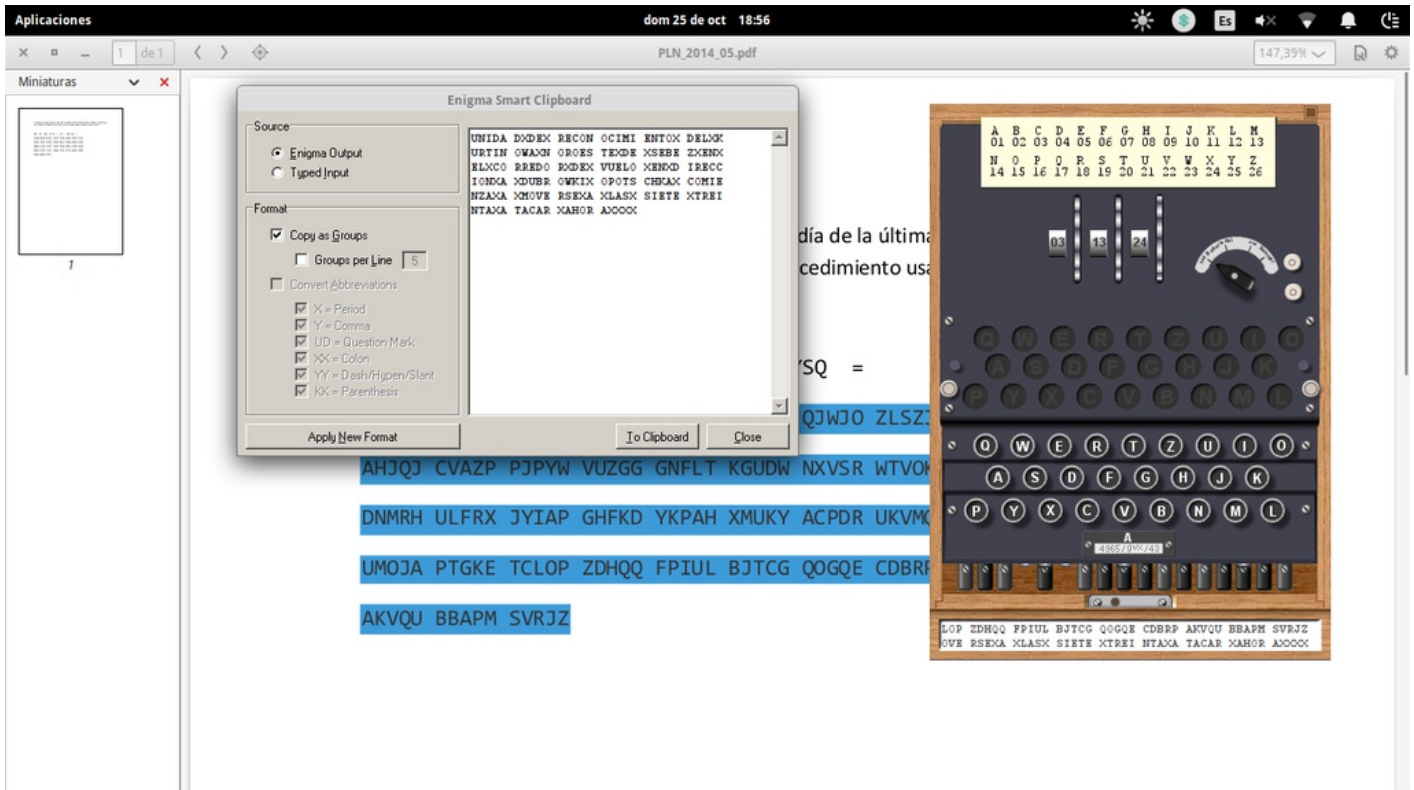 Aplicaciones dom 25 de oct 18:56 Es
1 de 1 PLN_2014_05.pdf 147,39%
Miniaturas
1
Enigma Smart Clipboard
Source
Enigma Output
Typed Input
Format
Copy as Groups
Groups per Line 5
Convert Abbreviations
X = Period
Y = Comma
UD = Question Mark
XX = Colon
YY = Dash/Hypen/Slant
KK = Parenthesis
Apply New Format
UNIDA DXDEX RECON OCIMI ENTOX DELXK
URTIN OWAXN OROES TEXDE XSEBE ZXENX
ELXCO RREDO RXDEX VUELO XENXD IRECC
IONXA XDUBR OWKIX OPOTS CHKAX COMIE
NZAXA XMOVE RSEXA XLASX SIETE XTREI
NTAXA TACAR XAHOR AXXXX
To Clipboard Close
día de la última
cedimiento usa
YSQ =
QJWJO ZLSZJ
AHJQJ CVAZP PJPYW VUZGG GNFLT KGUDW NXVSR WTVOK
DNMRH ULFRX JYIAP GHFKD YKPAH XMUKY ACPDR UKVMQ
UMOJA PTGKE TCLOP ZDHQQ FPIUL BJTCG QOGQE CDBRP
AKVQU BBAPM SVRJZ
A B C D E F G H I J K L M
01 02 03 04 05 06 07 08 09 10 11 12 13
N O P Q R S T U V W X Y Z
14 15 16 17 18 19 20 21 22 23 24 25 26
03 13 24
Q W E R T Z U I O
A S D F G H J K
P Y X C V B N M L
Q W E R T Z U I O
A S D F G H J K
P Y X C V B N M L
A
LOP ZDHQQ FPIUL BJTCG QOGQE CDBRP AKVQU BBAPM SVRJZ
OVE RSEXA XLASX SIETE XTREI NTAXA TACAR XAHOR AXXXX